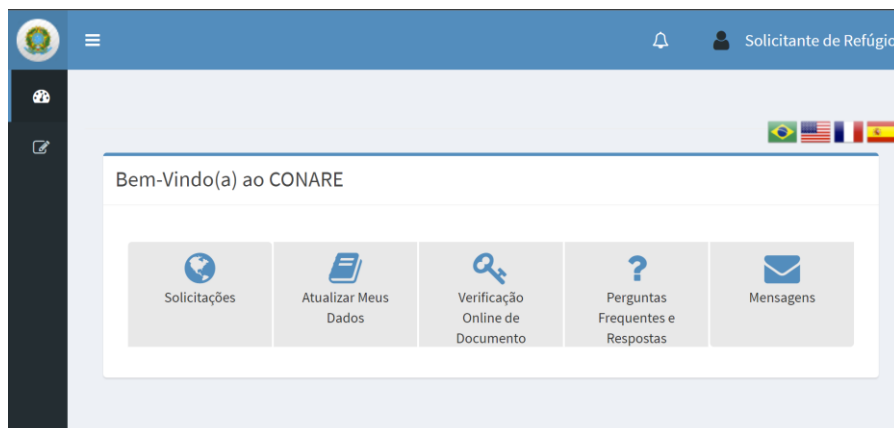 Solicitante de Refúgio
Bem-Vindo(a) ao CONARE
Solicitações
Atualizar Meus
Dados
Verificação
Online de
Documento
Perguntas
Frequentes e
Respostas
Mensagens